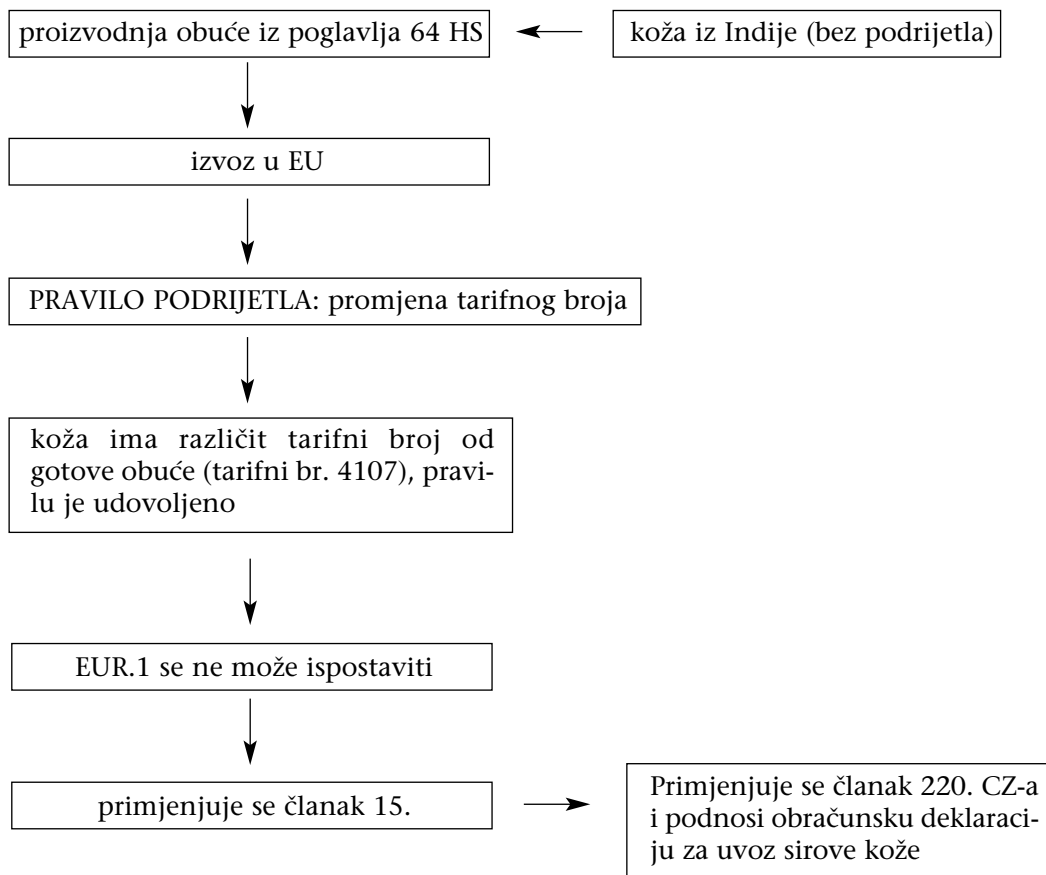 proizvodnja obuće iz poglavlja 64 HS
koža iz Indije (bez podrijetla)
izvoz u EU
PRAVILO PODRIJETLA: promjena tarifnog broja
koža ima različit tarifni broj od
gotove obuće (tarifni br. 4107), pravi-
lu je udovoljeno
EUR.1 se ne može ispostaviti
primjenjuje se članak 15.
Primjenjuje se članak 220. CZ-a
i podnosi obračunsku deklaraci-
ju za uvoz sirove kože